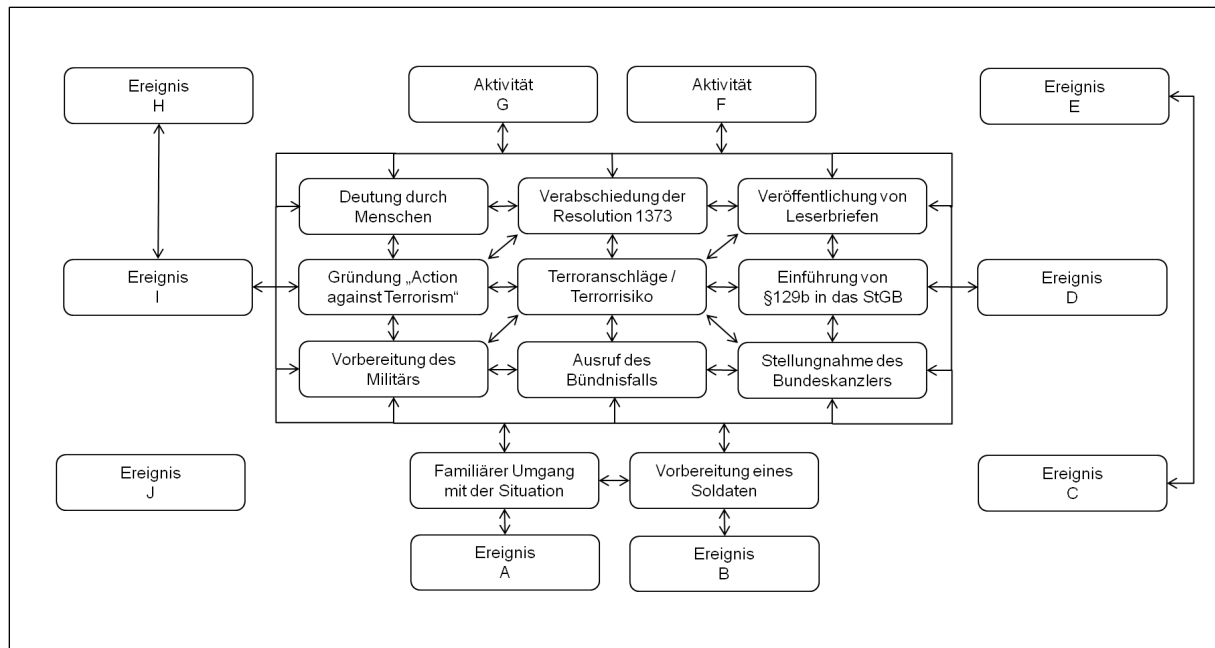 Ereignis
H
Aktivität
G
Aktivität
F
Ereignis
E
Deutung durch
Menschen
Verabschiedung der
Resolution 1373
Veröffentlichung von
Leserbriefen
Ereignis
I
Gründung „Action
against Terrorism“
Terroranschläge /
Terrorrisiko
Einführung von
§129b in das StGB
Ereignis
D
Vorbereitung des
Militärs
Ausruf des
Bündnisfalls
Stellungnahme des
Bundeskanzlers
Ereignis
J
Familiärer Umgang
mit der Situation
Vorbereitung eines
Soldaten
Ereignis
C
Ereignis
A
Ereignis
B